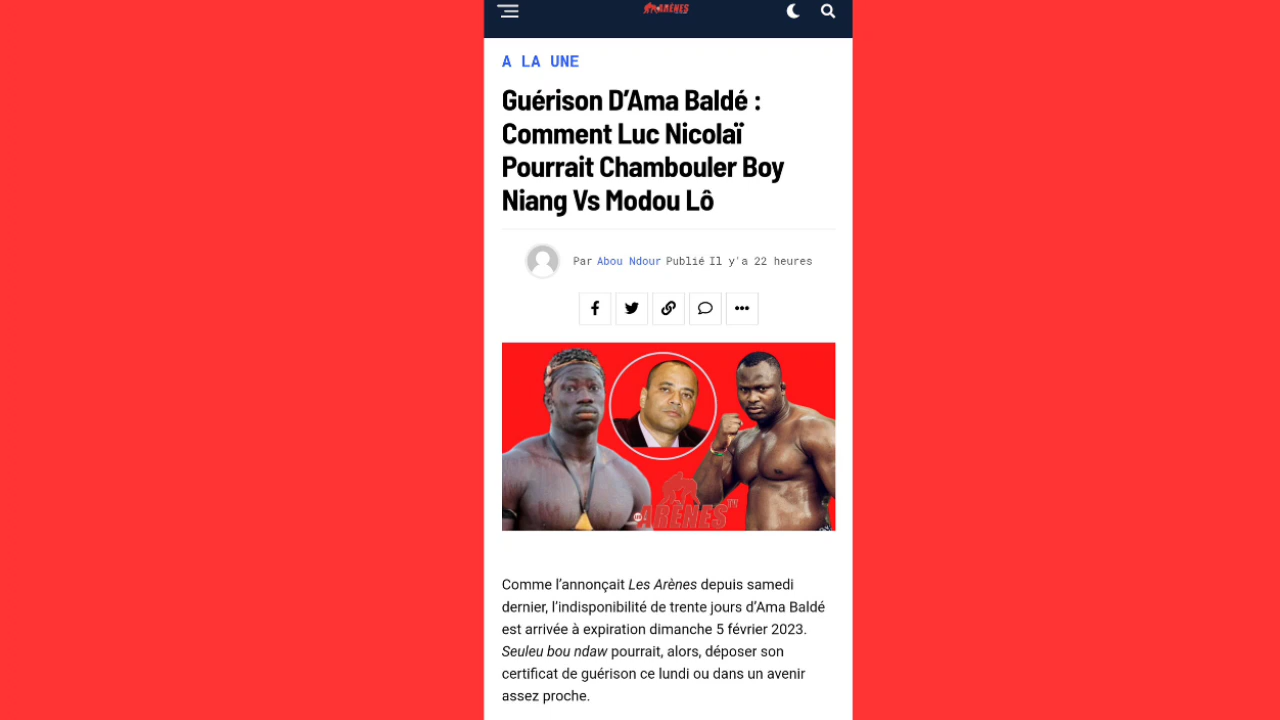 ARÈNES
A LA UNE
Guérison D’Ama Baldé :
Comment Luc Nicolaï
Pourrait Chambouler Boy
Niang Vs Modou Lô
Par Abou Ndour Publié Il y'a 22 heures
ARÈNES TV
Comme l’annonçait Les Arènes depuis samedi
dernier, l’indisponibilité de trente jours d’Ama Baldé
est arrivée à expiration dimanche 5 février 2023.
Seuleu bou ndaw pourrait, alors, déposer son
certificat de guérison ce lundi ou dans un avenir
assez proche.